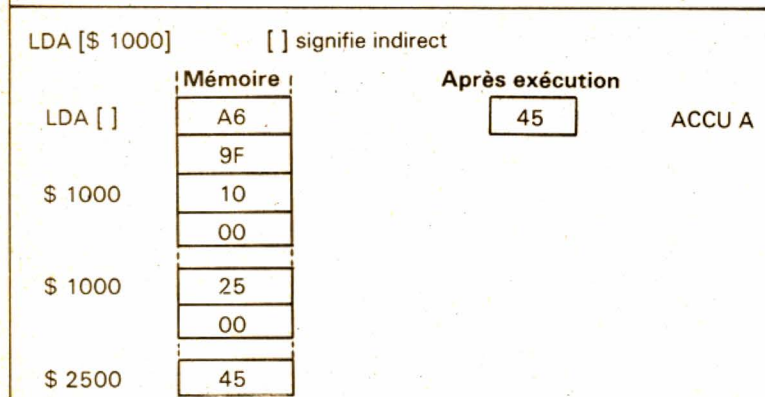 LDA [$ 1000] [ ] signifie indirect
Mémoire Après exécution
LDA [ ] A6 45 ACCU A
9F
$ 1000 10
00
$ 1000 25
00
$ 2500 45